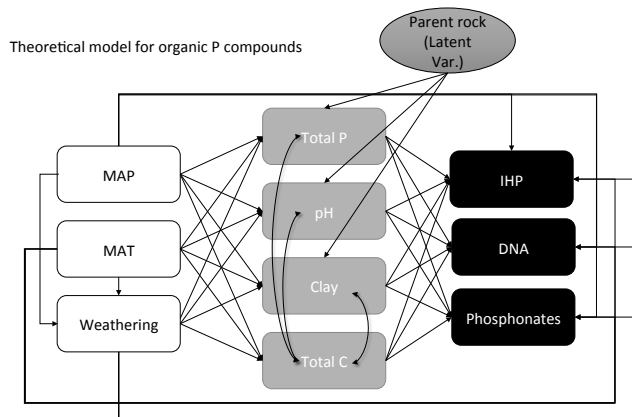 Theoretical model for organic P compounds
Parent rock
(Latent
Var.)
Total P
MAP
IHP
pH
MAT
DNA
Clay
Weathering
Phosphonates
Total C